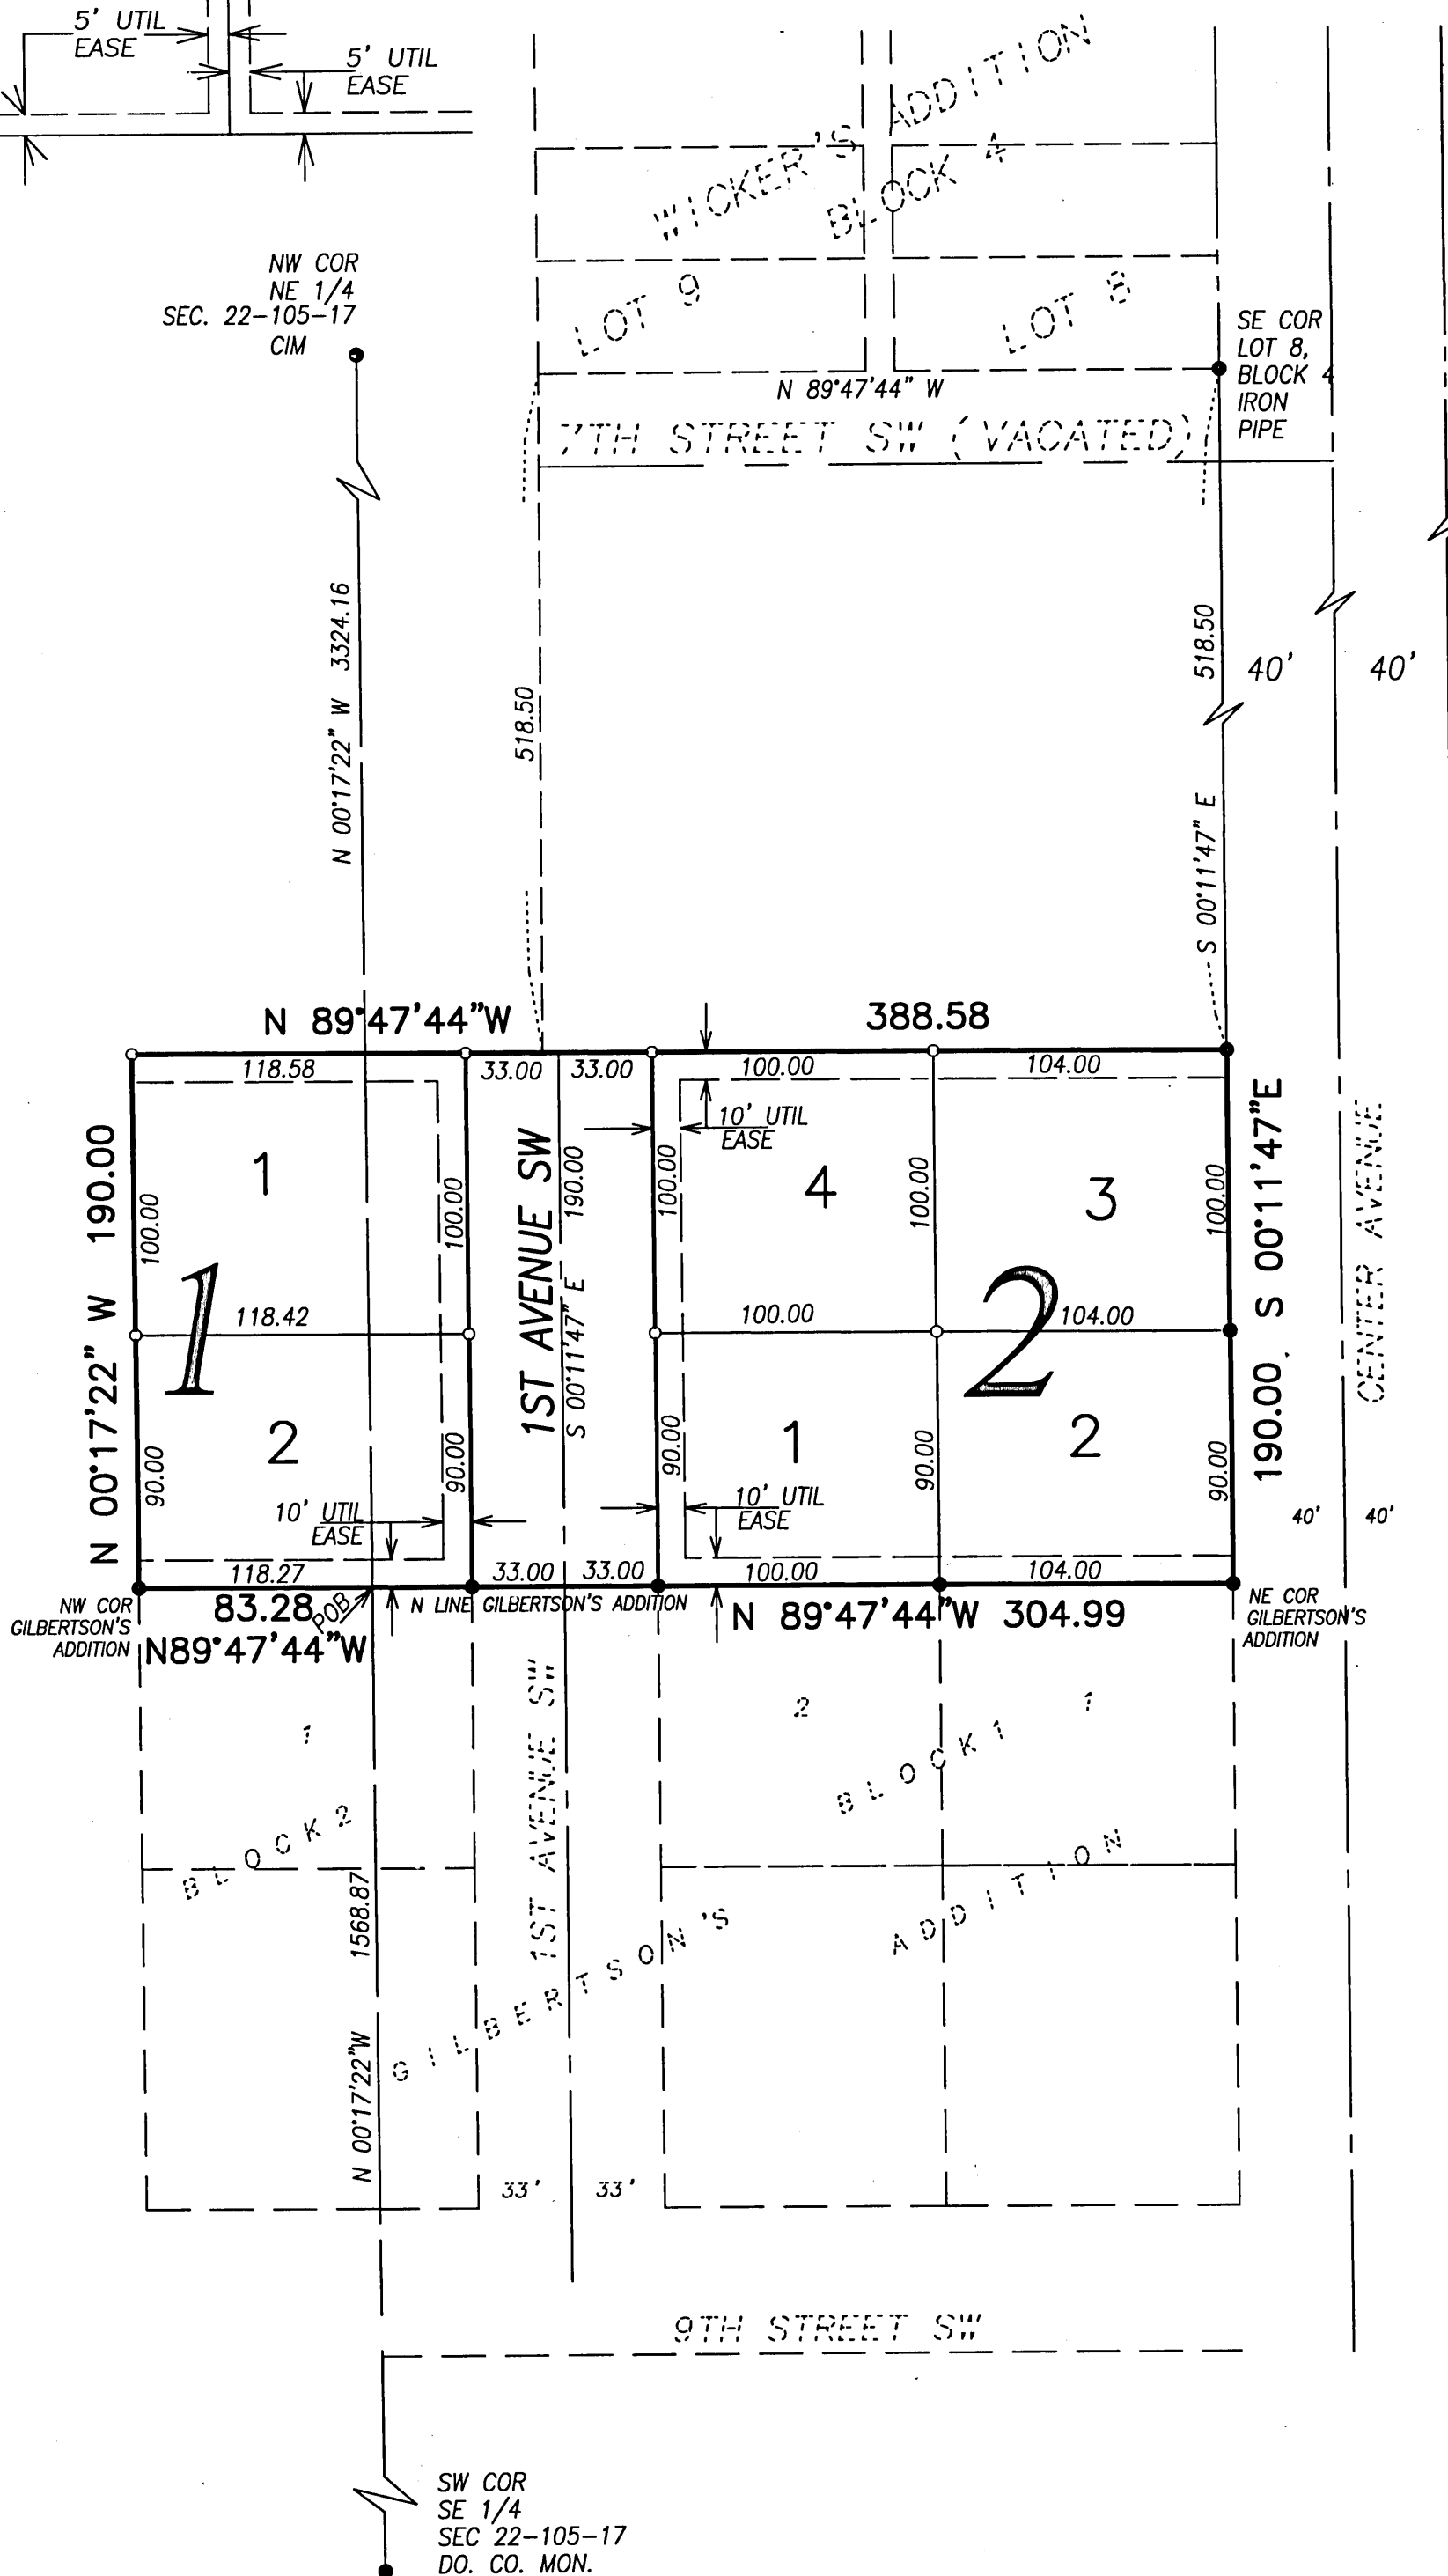 5' UTIL
EASE
5' UTIL
EASE
WICKER'S ADDITION
BLOCK 4
LOT 9
LOT 8
NW COR
NE 1/4
SEC. 22-105-17
CIM
SE COR
LOT 8,
BLOCK 4
IRON
PIPE
N 89°47'44" W
7TH STREET SW (VACATED)
N 00°17'22" W 3324.16
518.50
518.50
40'
40'
S 00°11'47" E
N 89°47'44"W
388.58
118.58
33.00
33.00
100.00
104.00
10' UTIL
EASE
N 00°17'22" W 190.00
100.00
1
100.00
1ST AVENUE SW
190.00
S 00°11'47" E
100.00
4
100.00
3
100.00
190.00 S 00°11'47"E
CENTER AVENUE
1
118.42
100.00
2
104.00
90.00
2
90.00
90.00
1
90.00
2
90.00
10' UTIL
EASE
10' UTIL
EASE
40'
40'
118.27
33.00
33.00
100.00
104.00
NW COR
GILBERTSON'S
ADDITION
83.28
POB
N89°47'44"W
N LINE GILBERTSON'S ADDITION
N 89°47'44"W 304.99
NE COR
GILBERTSON'S
ADDITION
1
2
1
BLOCK 2
BLOCK 1
1ST AVENUE SW
GILBERTSON'S ADDITION
1568.87
N 00°17'22"W
33'
33'
9TH STREET SW
SW COR
SE 1/4
SEC 22-105-17
DO. CO. MON.